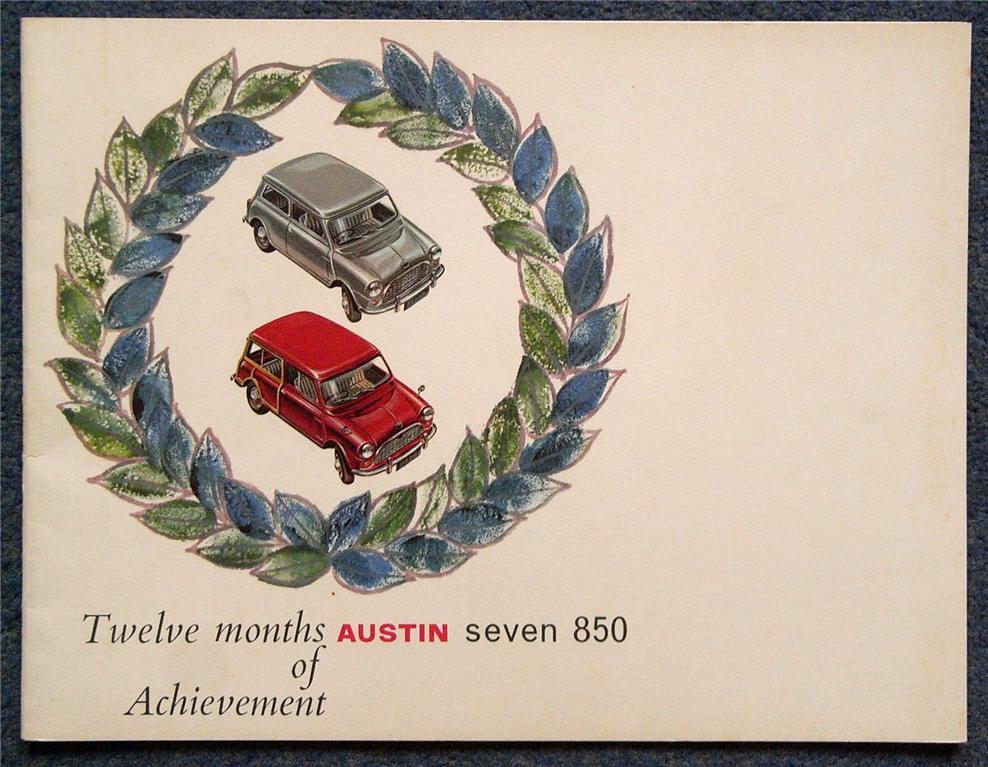 Twelve months AUSTIN seven 850
of
Achievement